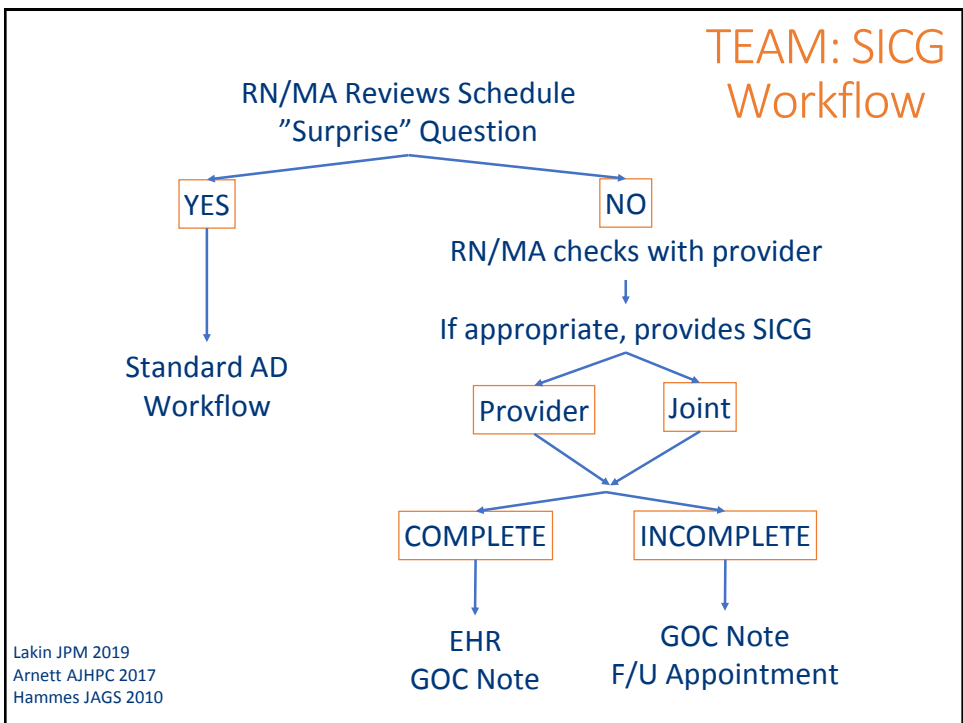 TEAM: SICG
Workflow
RN/MA Reviews Schedule
”Surprise” Question
YES
NO
RN/MA checks with provider
If appropriate, provides SICG
Standard AD
Workflow
Provider
Joint
COMPLETE
INCOMPLETE
EHR
GOC Note
GOC Note
F/U Appointment
Lakin JPM 2019
Arnett AJHPC 2017
Hammes JAGS 2010